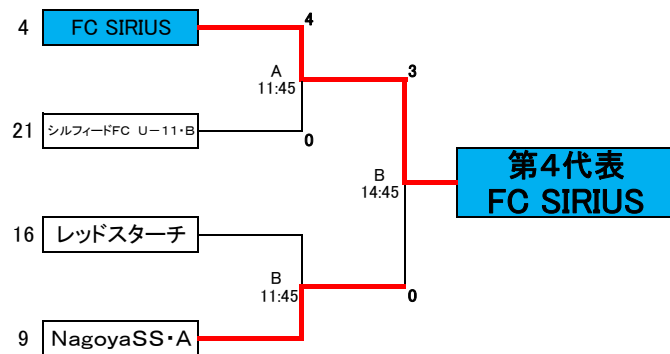 4 FC SIRIUS 4
A
11:45
3
21 シルフィードFC U－11・B 0
B
14:45
第4代表
FC SIRIUS
16 レッドスターチ
B
11:45
0
9 NagoyaSS・A